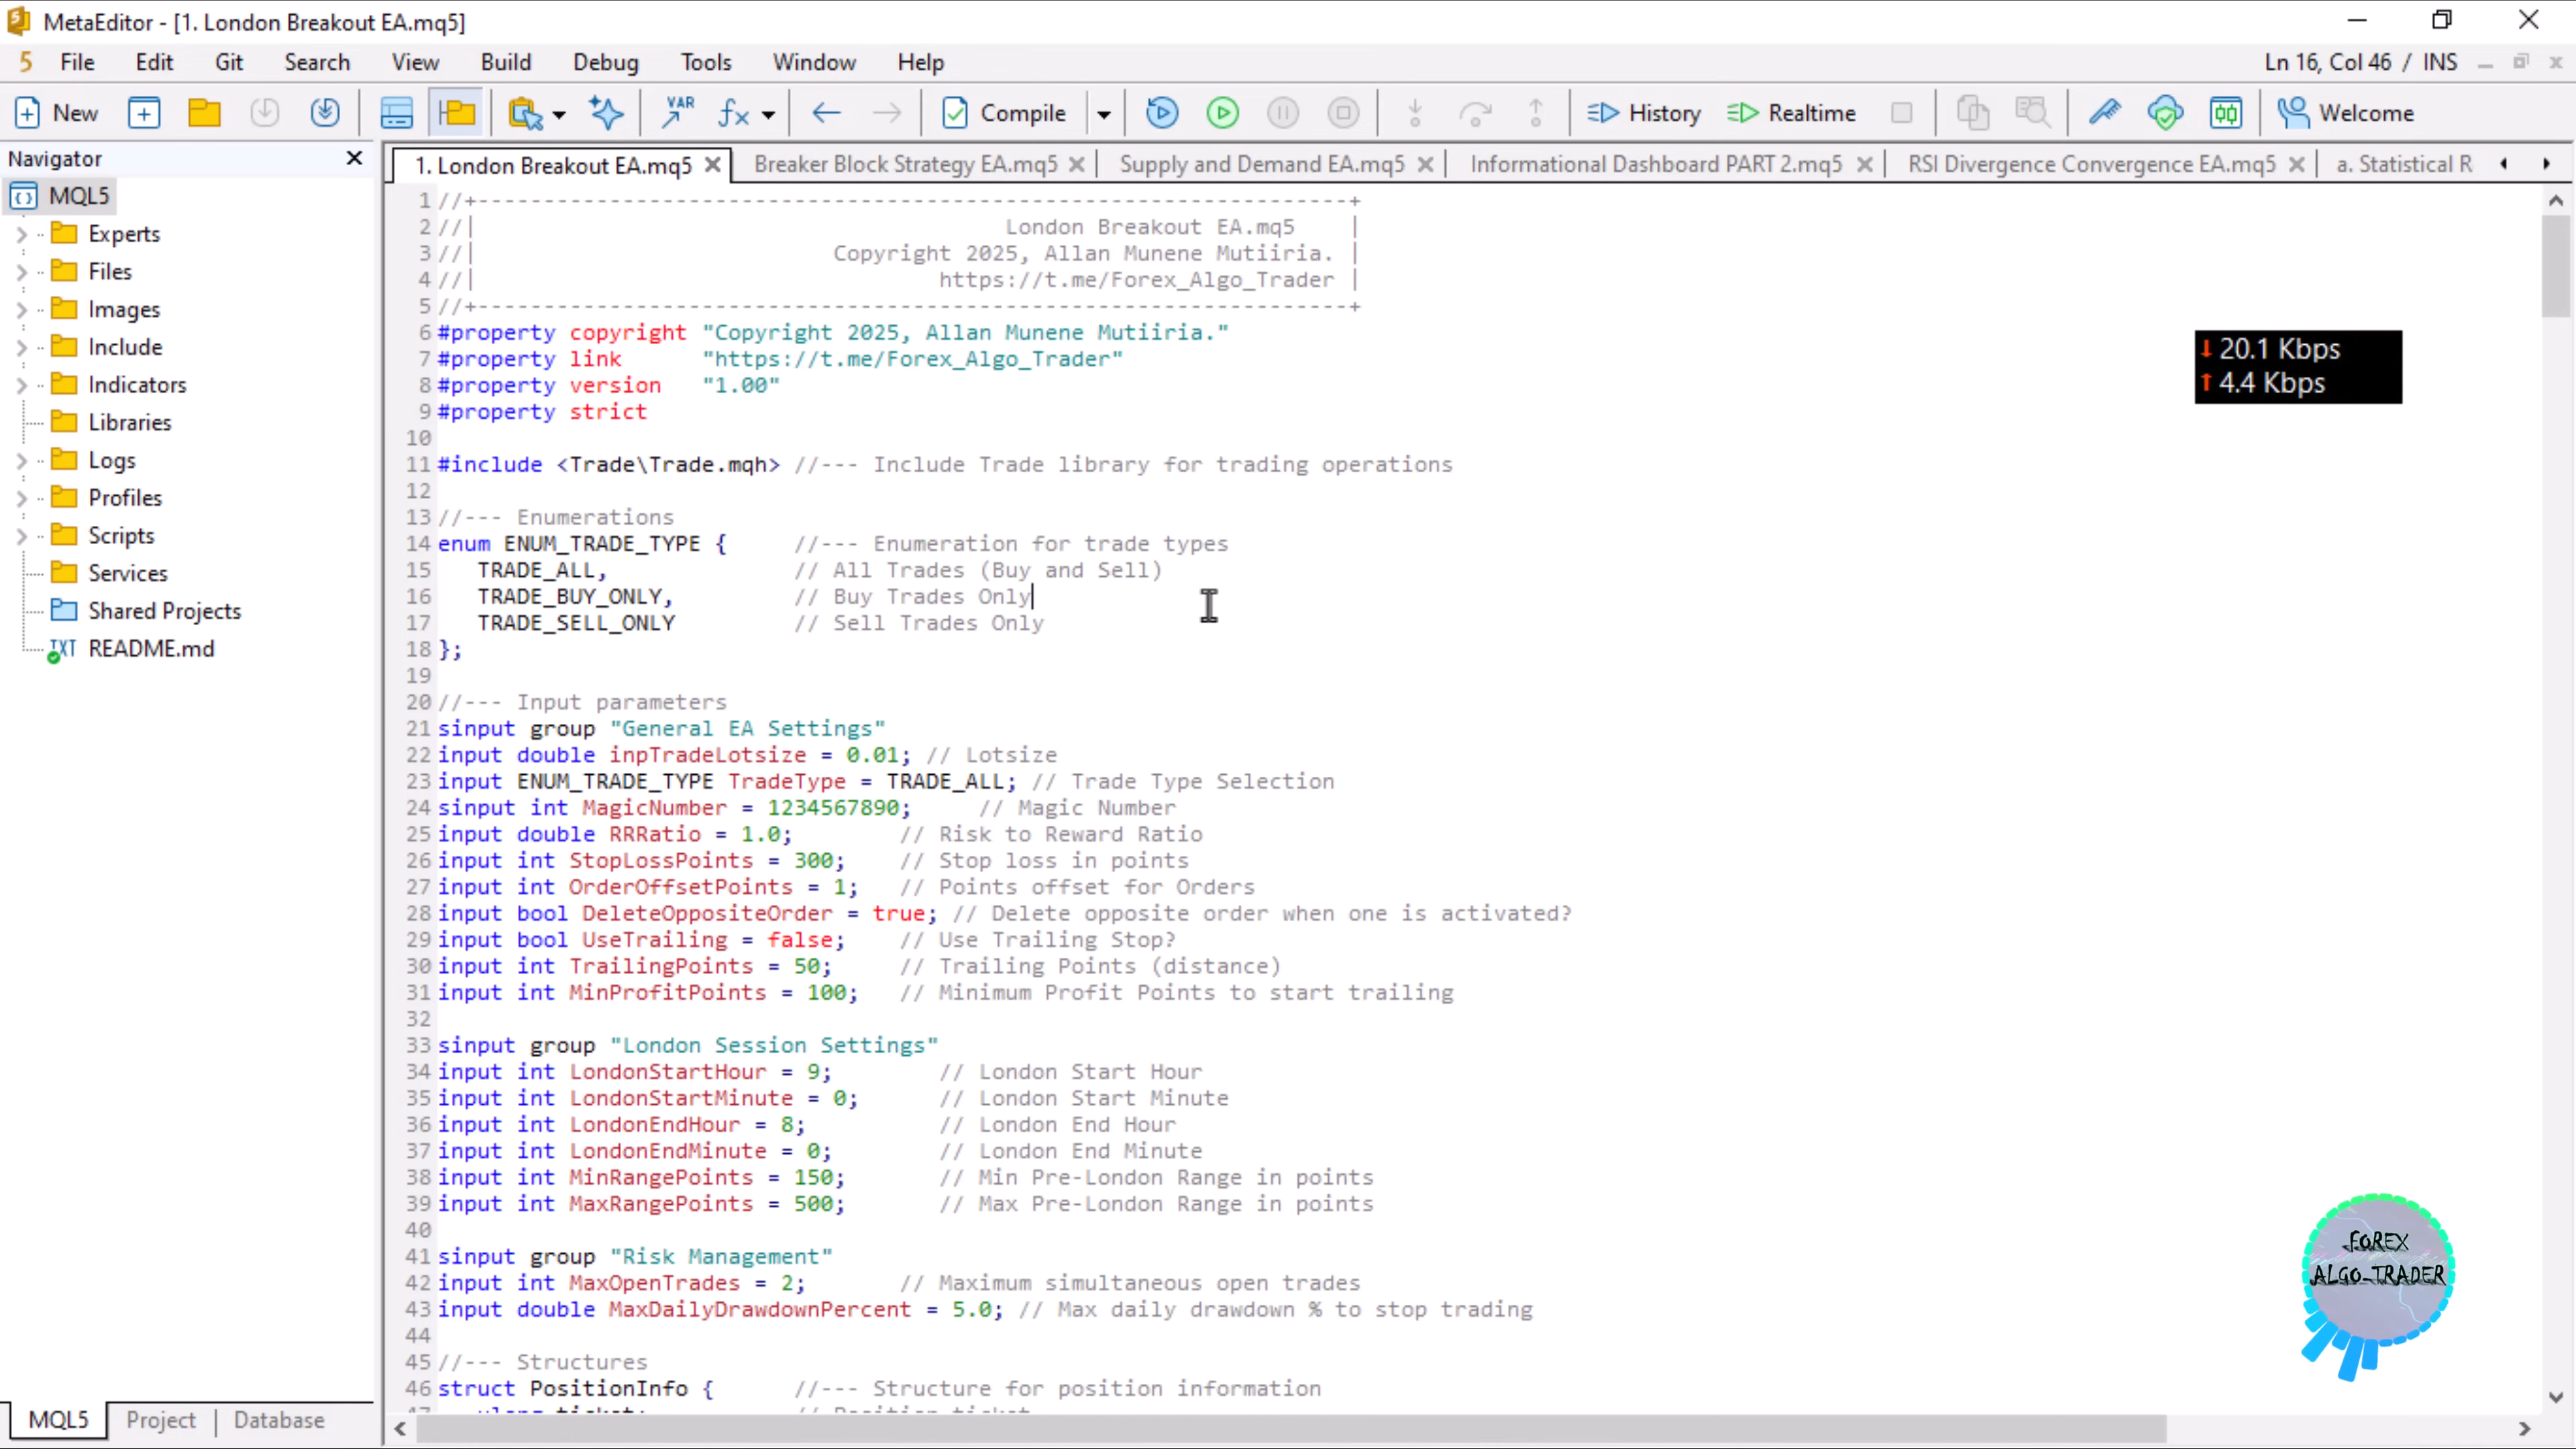 MetaEditor - [1. London Breakout EA.mq5]
5 File Edit Git Search View Build Debug Tools Window Help Ln 16, Col 46 / INS
New VAR fx Compile History Realtime Welcome
Navigator
MQL5
Experts
Files
Images
Include
Indicators
Libraries
Logs
Profiles
Scripts
Services
Shared Projects
TXT README.md
MQL5 Project Database
1. London Breakout EA.mq5 Breaker Block Strategy EA.mq5 Supply and Demand EA.mq5 Informational Dashboard PART 2.mq5 RSI Divergence Convergence EA.mq5 a. Statistical R
1 //+------------------------------------------------------------------+
2 //| London Breakout EA.mq5 |
3 //| Copyright 2025, Allan Munene Mutiiria. |
4 //| https://t.me/Forex_Algo_Trader |
5 //+------------------------------------------------------------------+
6 #property copyright "Copyright 2025, Allan Munene Mutiiria."
7 #property link "https://t.me/Forex_Algo_Trader"
8 #property version "1.00"
9 #property strict
10
11 #include <Trade\Trade.mqh> //--- Include Trade library for trading operations
12
13 //--- Enumerations
14 enum ENUM_TRADE_TYPE { //--- Enumeration for trade types
15 TRADE_ALL, // All Trades (Buy and Sell)
16 TRADE_BUY_ONLY, // Buy Trades Only
17 TRADE_SELL_ONLY // Sell Trades Only
18 };
19
20 //--- Input parameters
21 sinput group "General EA Settings"
22 input double inpTradeLotsize = 0.01; // Lotsize
23 input ENUM_TRADE_TYPE TradeType = TRADE_ALL; // Trade Type Selection
24 sinput int MagicNumber = 1234567890; // Magic Number
25 input double RRRatio = 1.0; // Risk to Reward Ratio
26 input int StopLossPoints = 300; // Stop loss in points
27 input int OrderOffsetPoints = 1; // Points offset for Orders
28 input bool DeleteOppositeOrder = true; // Delete opposite order when one is activated?
29 input bool UseTrailing = false; // Use Trailing Stop?
30 input int TrailingPoints = 50; // Trailing Points (distance)
31 input int MinProfitPoints = 100; // Minimum Profit Points to start trailing
32
33 sinput group "London Session Settings"
34 input int LondonStartHour = 9; // London Start Hour
35 input int LondonStartMinute = 0; // London Start Minute
36 input int LondonEndHour = 8; // London End Hour
37 input int LondonEndMinute = 0; // London End Minute
38 input int MinRangePoints = 150; // Min Pre-London Range in points
39 input int MaxRangePoints = 500; // Max Pre-London Range in points
40
41 sinput group "Risk Management"
42 input int MaxOpenTrades = 2; // Maximum simultaneous open trades
43 input double MaxDailyDrawdownPercent = 5.0; // Max daily drawdown % to stop trading
44
45 //--- Structures
46 struct PositionInfo { //--- Structure for position information
20.1 Kbps
4.4 Kbps
FOREX
ALGO-TRADER